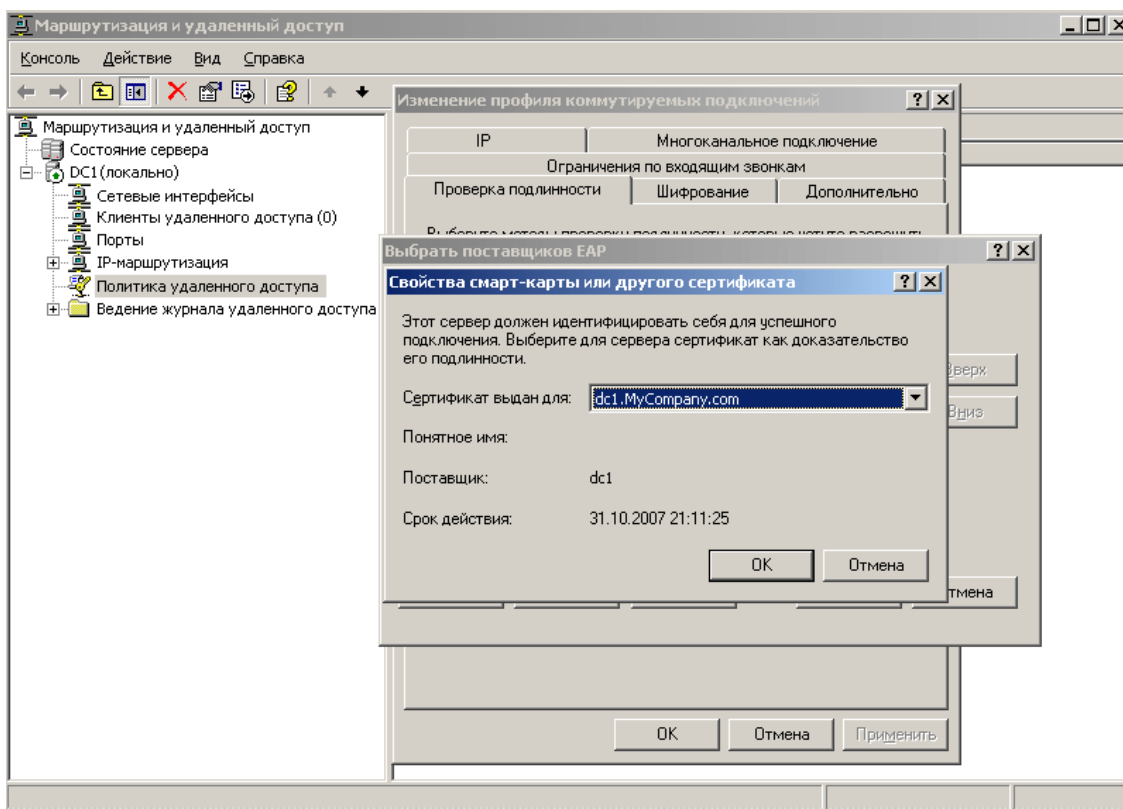 Маршрутизация и удаленный доступ
Консоль Действие Вид Справка
Маршрутизация и удаленный доступ
Состояние сервера
DC1 (локально)
Сетевые интерфейсы
Клиенты удаленного доступа (0)
Порты
IP-маршрутизация
Политика удаленного доступа
Ведение журнала удаленного доступа
Изменение профиля коммутируемых подключений
IP Многоканальное подключение
Ограничения по входящим звонкам
Проверка подлинности Шифрование Дополнительно
Выберите методы проверки подлинности, которые
Выбрать поставщиков EAP
Свойства смарт-карты или другого сертификата
Этот сервер должен идентифицировать себя для успешного
подключения. Выберите для сервера сертификат как доказательство
его подлинности.
Сертификат выдан для: dc1.MyCompany.com
Понятное имя:
Поставщик: dc1
Срок действия: 31.10.2007 21:11:25
OK Отмена
Вверх
Вниз
тмена
OK Отмена Применить